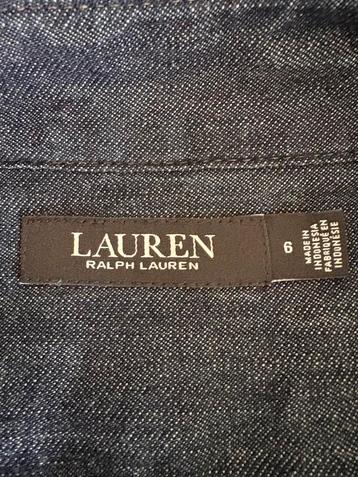 LAUREN
RALPH LAUREN
6
MADE IN
INDONESIA
FABRIQUÉ EN
INDONÉSIE